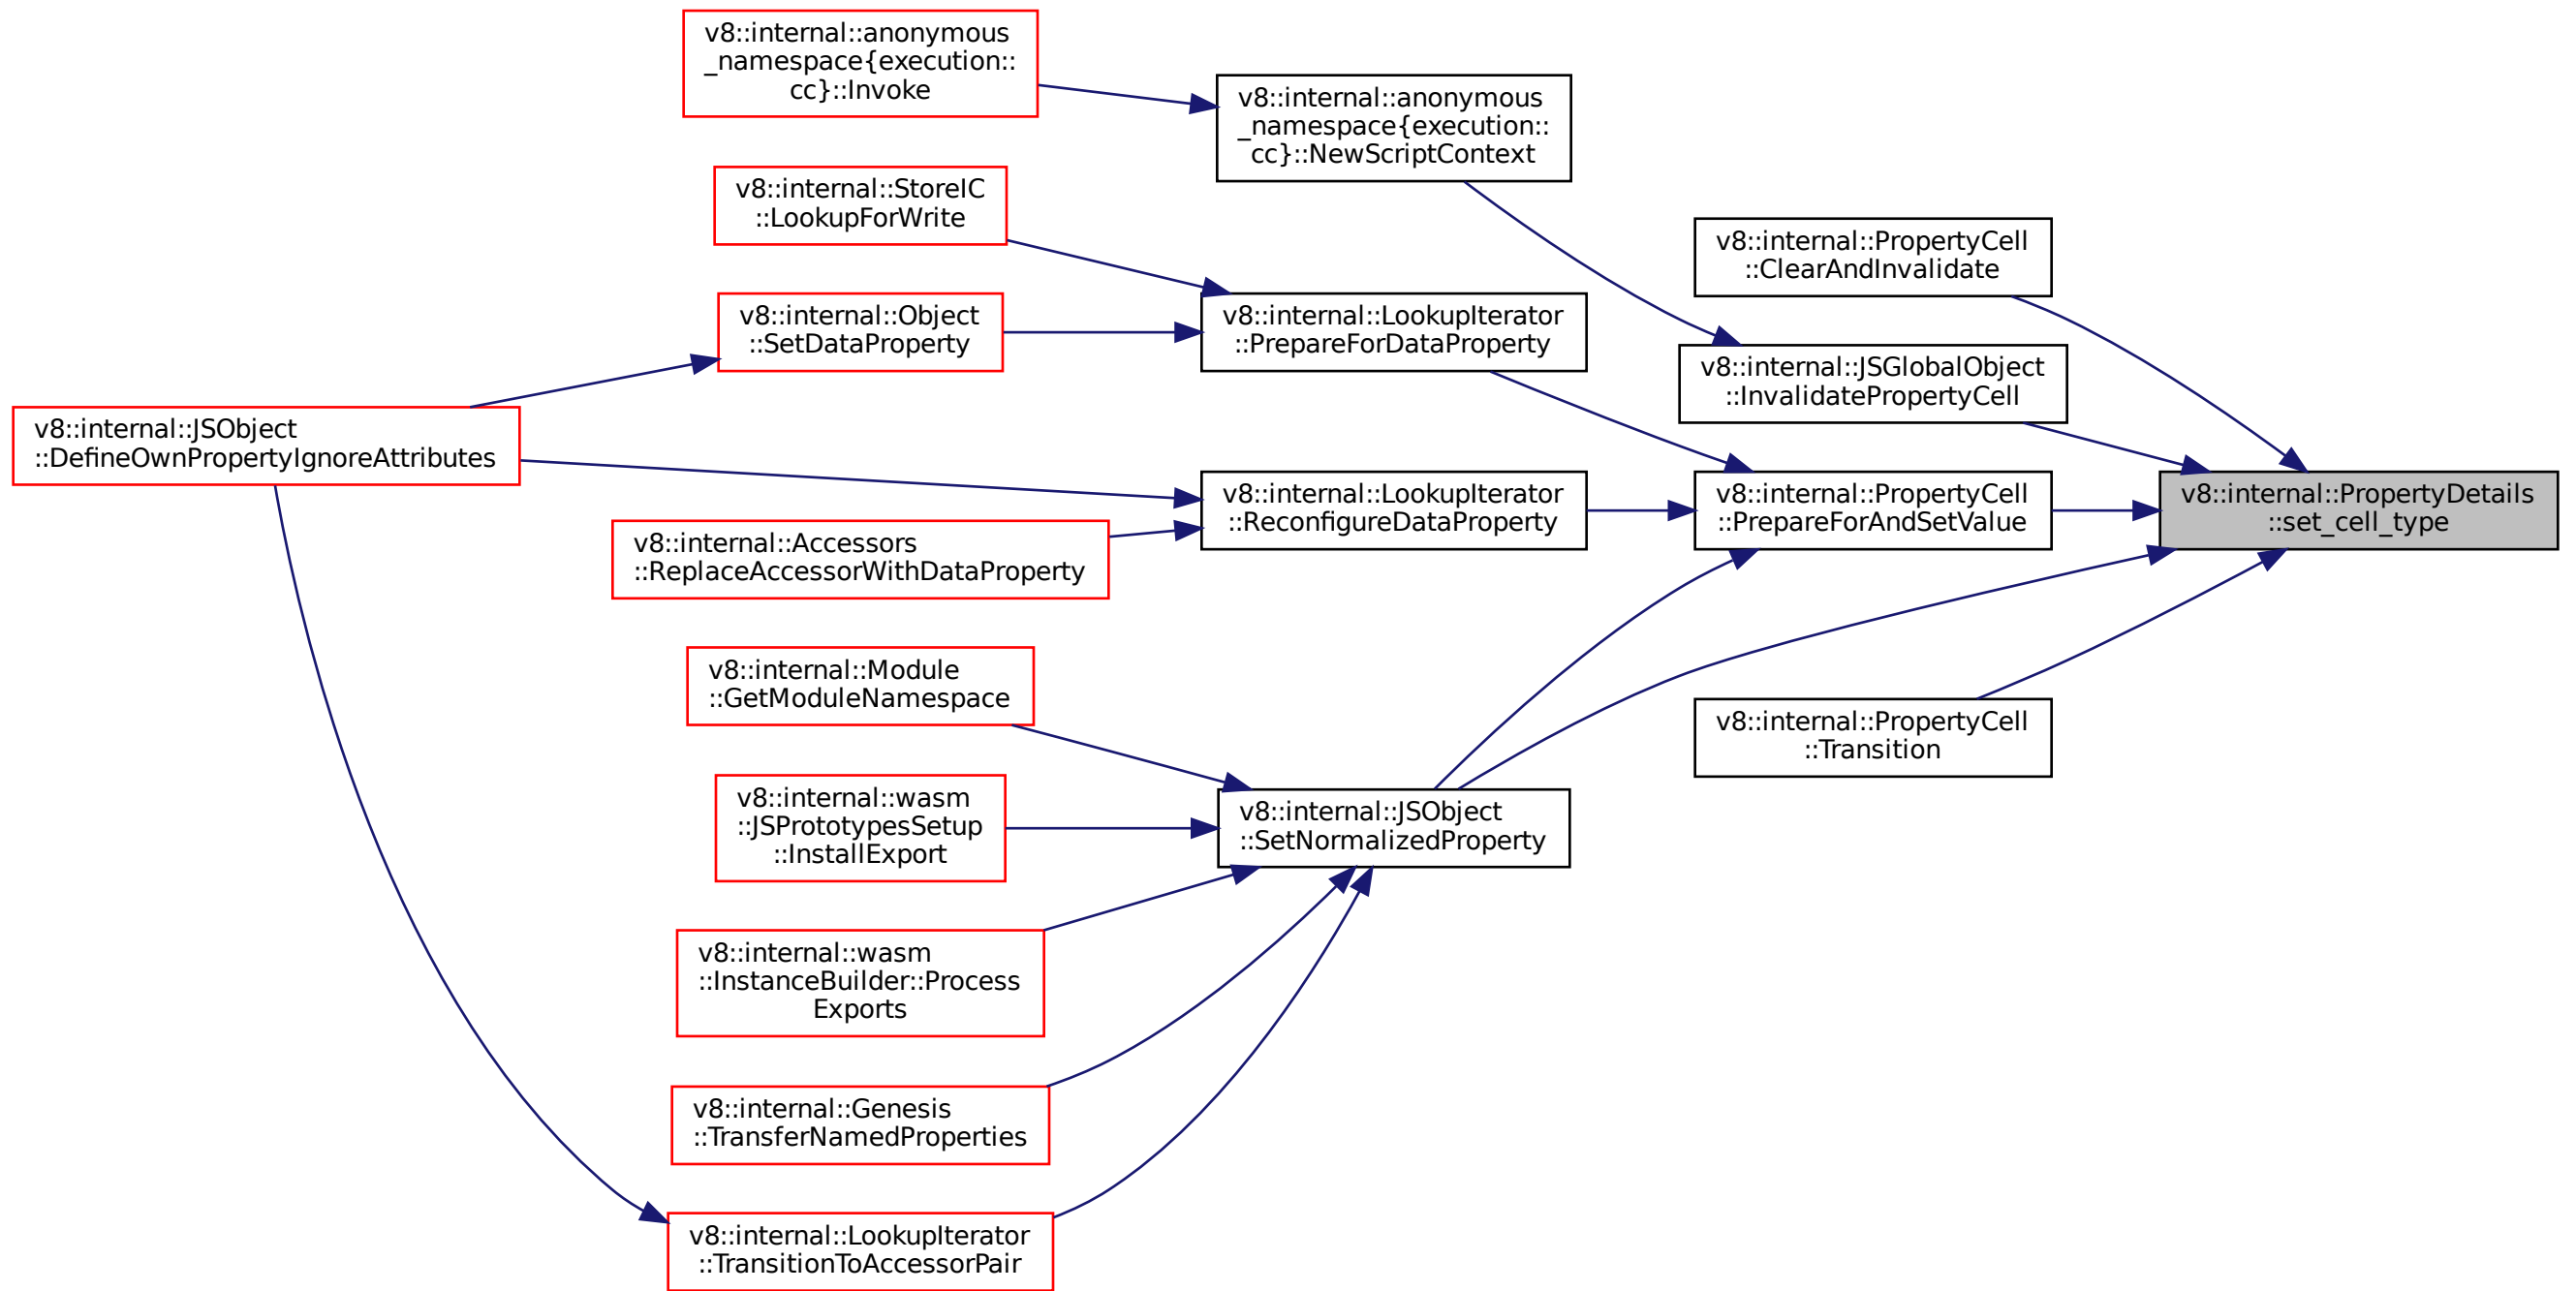 v8::internal::anonymous
_namespace{execution::
cc}::Invoke
v8::internal::anonymous
_namespace{execution::
cc}::NewScriptContext
v8::internal::StoreIC
::LookupForWrite
v8::internal::PropertyCell
::ClearAndInvalidate
v8::internal::Object
::SetDataProperty
v8::internal::LookupIterator
::PrepareForDataProperty
v8::internal::JSGlobalObject
::InvalidatePropertyCell
v8::internal::JSObject
::DefineOwnPropertyIgnoreAttributes
v8::internal::LookupIterator
::ReconfigureDataProperty
v8::internal::PropertyCell
::PrepareForAndSetValue
v8::internal::PropertyDetails
::set_cell_type
v8::internal::Accessors
::ReplaceAccessorWithDataProperty
v8::internal::Module
::GetModuleNamespace
v8::internal::PropertyCell
::Transition
v8::internal::wasm
::JSPrototypesSetup
::InstallExport
v8::internal::JSObject
::SetNormalizedProperty
v8::internal::wasm
::InstanceBuilder::Process
Exports
v8::internal::Genesis
::TransferNamedProperties
v8::internal::LookupIterator
::TransitionToAccessorPair